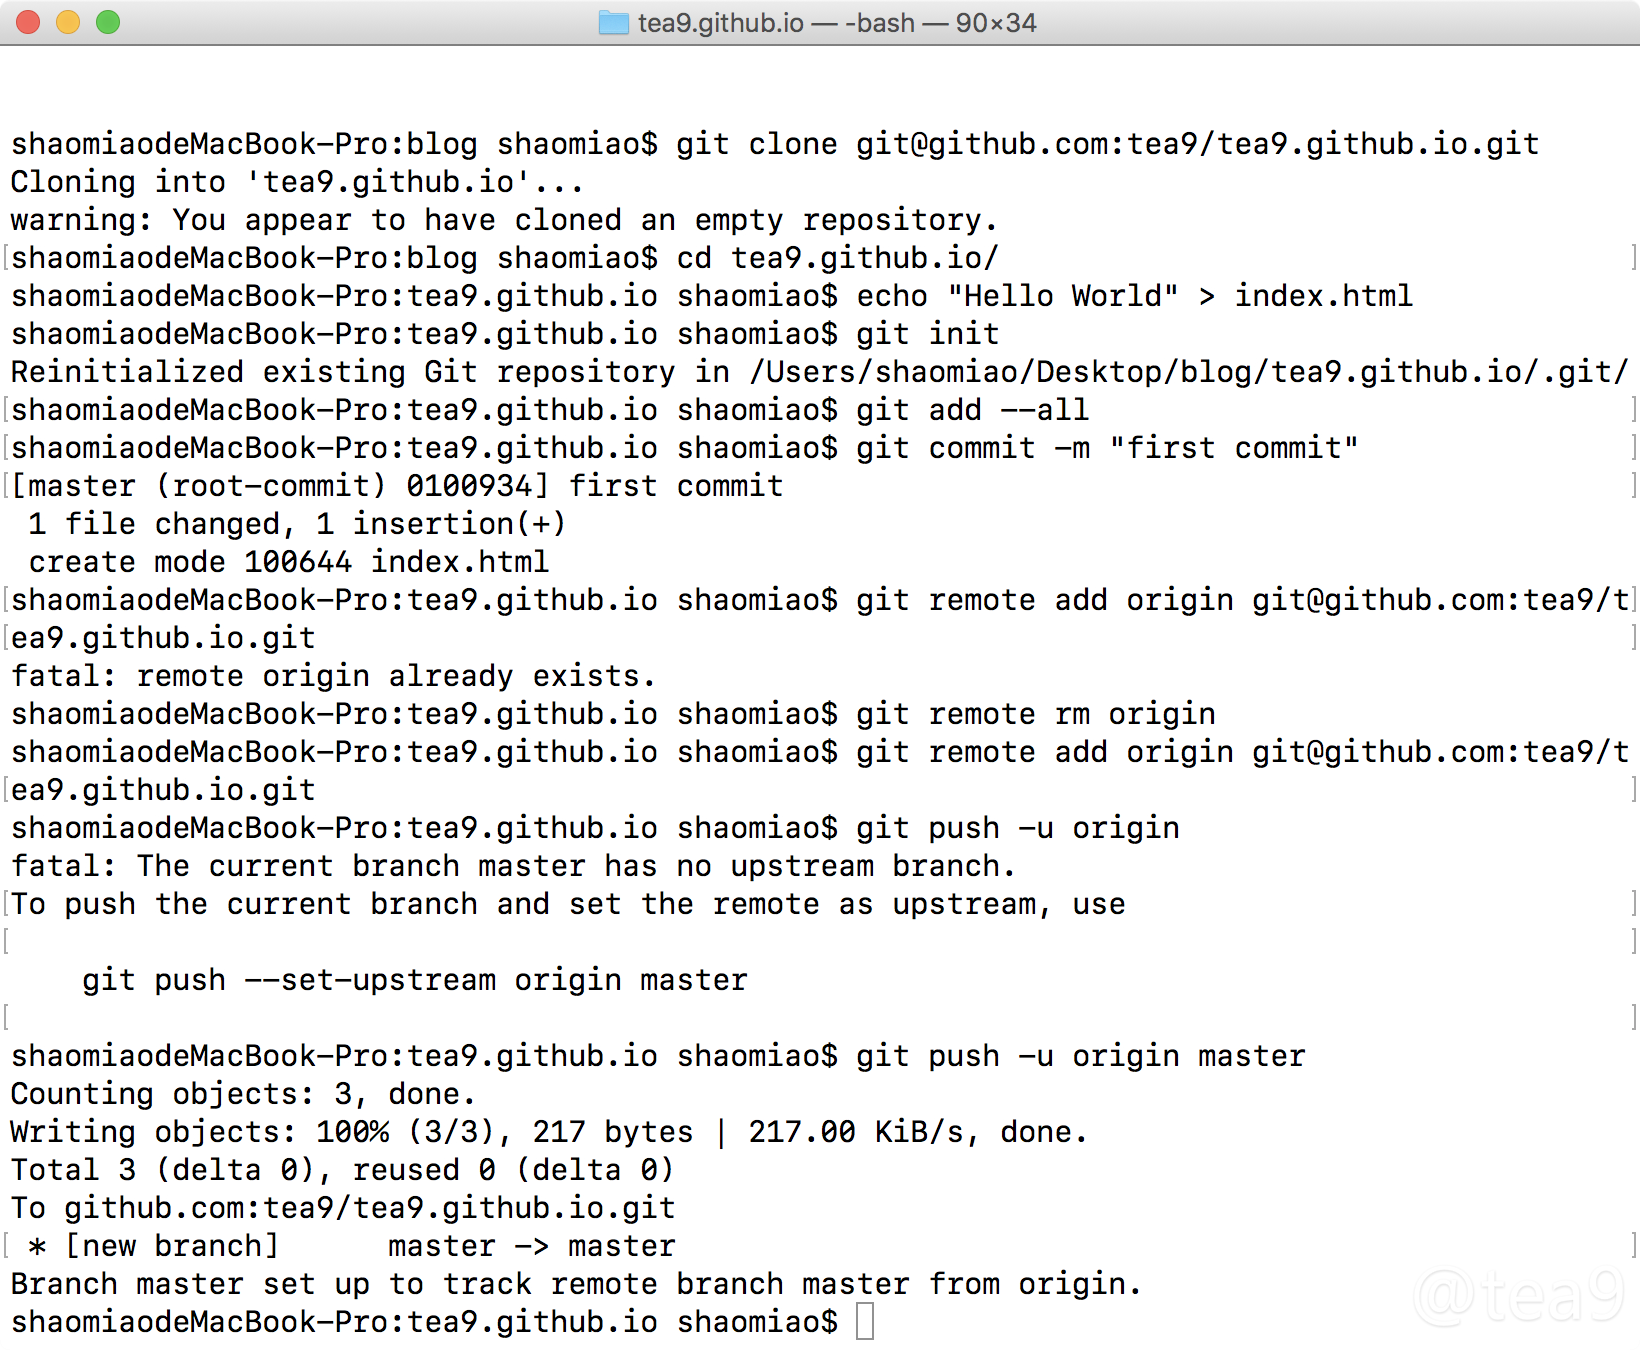 tea9.github.io — -bash — 90×34
shaomiaodeMacBook-Pro:blog shaomiao$ git clone git@github.com:tea9/tea9.github.io.git
Cloning into 'tea9.github.io'...
warning: You appear to have cloned an empty repository.
[shaomiaodeMacBook-Pro:blog shaomiao$ cd tea9.github.io/ ]
shaomiaodeMacBook-Pro:tea9.github.io shaomiao$ echo "Hello World" > index.html
shaomiaodeMacBook-Pro:tea9.github.io shaomiao$ git init
Reinitialized existing Git repository in /Users/shaomiao/Desktop/blog/tea9.github.io/.git/
[shaomiaodeMacBook-Pro:tea9.github.io shaomiao$ git add --all ]
[shaomiaodeMacBook-Pro:tea9.github.io shaomiao$ git commit -m "first commit" ]
[[master (root-commit) 0100934] first commit ]
 1 file changed, 1 insertion(+)
 create mode 100644 index.html
[shaomiaodeMacBook-Pro:tea9.github.io shaomiao$ git remote add origin git@github.com:tea9/t]
[ea9.github.io.git ]
fatal: remote origin already exists.
shaomiaodeMacBook-Pro:tea9.github.io shaomiao$ git remote rm origin
shaomiaodeMacBook-Pro:tea9.github.io shaomiao$ git remote add origin git@github.com:tea9/t
[ea9.github.io.git ]
shaomiaodeMacBook-Pro:tea9.github.io shaomiao$ git push -u origin
fatal: The current branch master has no upstream branch.
[To push the current branch and set the remote as upstream, use ]
[ ]
    git push --set-upstream origin master
[ ]
shaomiaodeMacBook-Pro:tea9.github.io shaomiao$ git push -u origin master
Counting objects: 3, done.
Writing objects: 100% (3/3), 217 bytes | 217.00 KiB/s, done.
Total 3 (delta 0), reused 0 (delta 0)
To github.com:tea9/tea9.github.io.git
[ * [new branch]      master -> master ]
Branch master set up to track remote branch master from origin.
shaomiaodeMacBook-Pro:tea9.github.io shaomiao$
@tea9